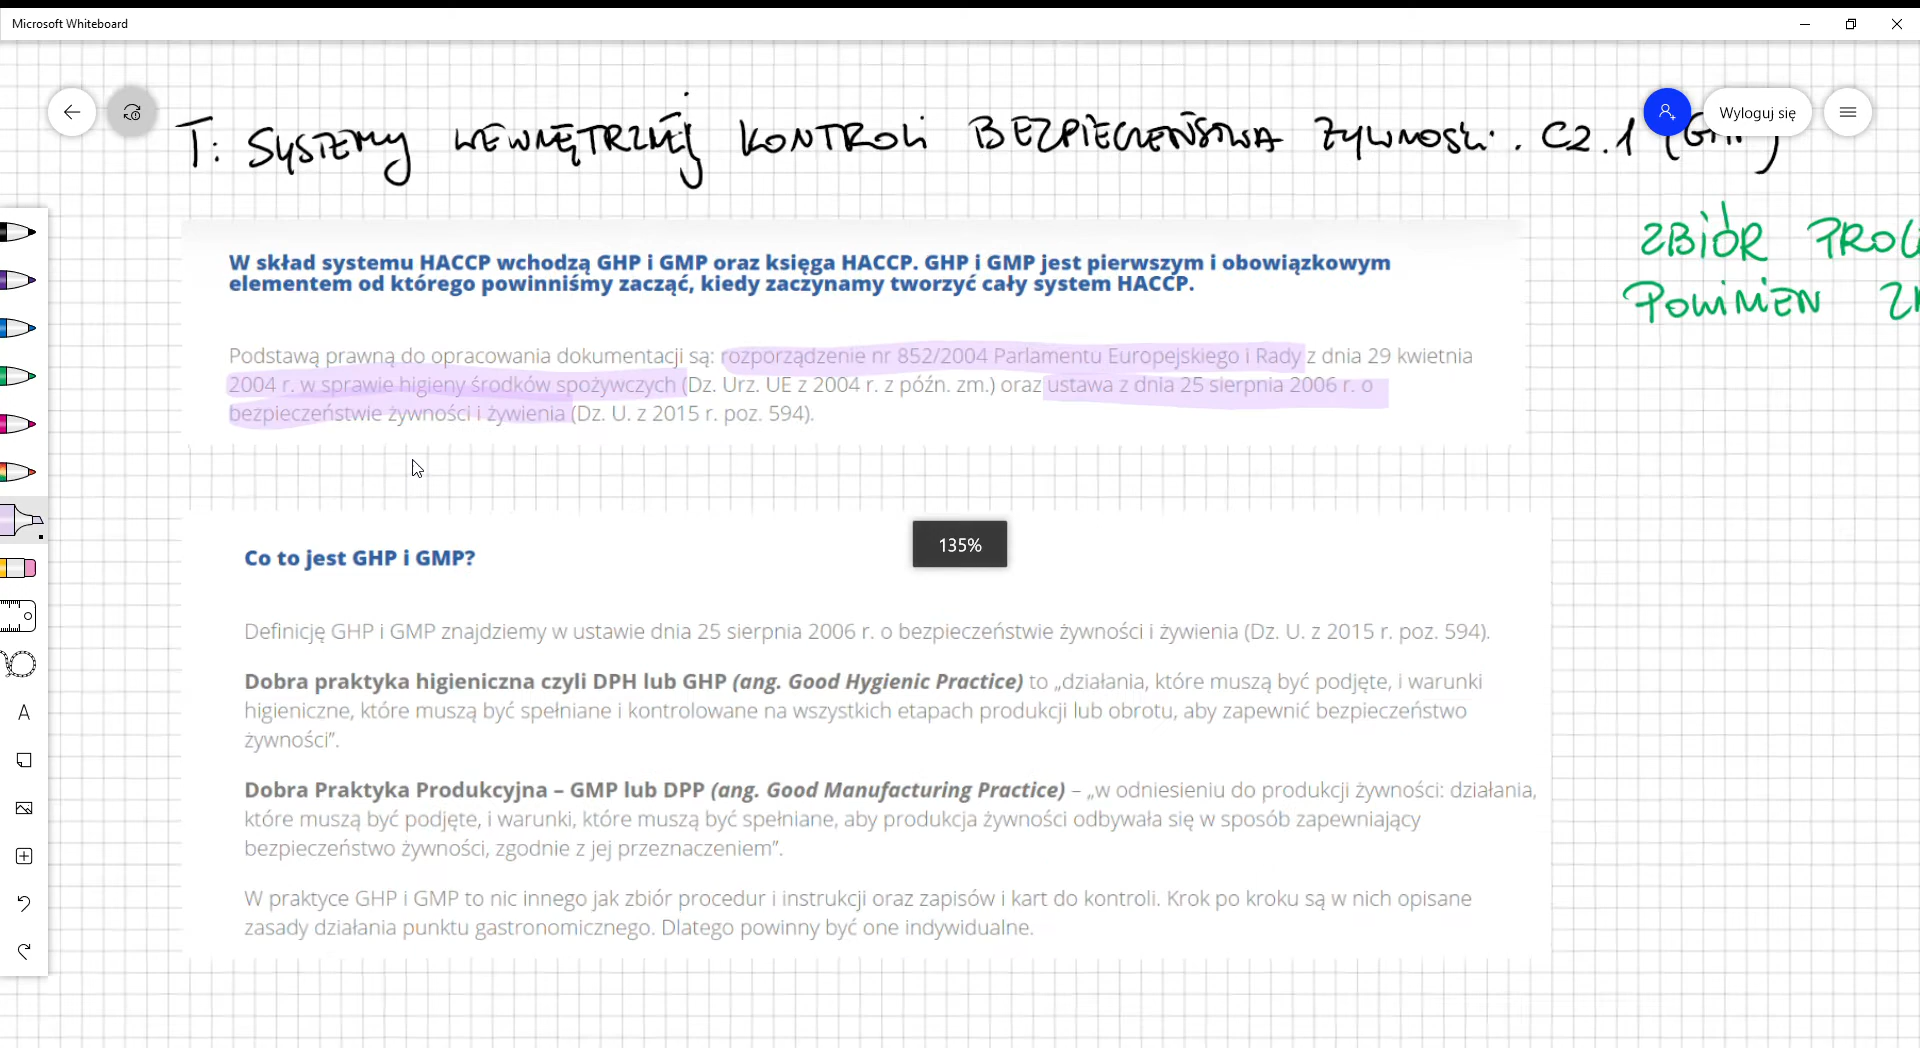 Microsoft Whiteboard
Wyloguj się
T: SYSTEMY WEWNĘTRZNEJ KONTROLI BEZPIECZEŃSTWA ŻYWNOŚCI. CZ.1
ZBIÓR
POWINIEN
W skład systemu HACCP wchodzą GHP i GMP oraz księga HACCP. GHP i GMP jest pierwszym i obowiązkowym
elementem od którego powinniśmy zacząć, kiedy zaczynamy tworzyć cały system HACCP.
Podstawą prawną do opracowania dokumentacji są: rozporządzenie nr 852/2004 Parlamentu Europejskiego i Rady z dnia 29 kwietnia
2004 r. w sprawie higieny środków spożywczych (Dz. Urz. UE z 2004 r. z późn. zm.) oraz ustawa z dnia 25 sierpnia 2006 r. o
bezpieczeństwie żywności i żywienia (Dz. U. z 2015 r. poz. 594).
135%
Co to jest GHP i GMP?
Definicję GHP i GMP znajdziemy w ustawie dnia 25 sierpnia 2006 r. o bezpieczeństwie żywności i żywienia (Dz. U. z 2015 r. poz. 594).
Dobra praktyka higieniczna czyli DPH lub GHP (ang. Good Hygienic Practice) to „działania, które muszą być podjęte, i warunki
higieniczne, które muszą być spełniane i kontrolowane na wszystkich etapach produkcji lub obrotu, aby zapewnić bezpieczeństwo
żywności”.
Dobra Praktyka Produkcyjna – GMP lub DPP (ang. Good Manufacturing Practice) – „w odniesieniu do produkcji żywności: działania,
które muszą być podjęte, i warunki, które muszą być spełniane, aby produkcja żywności odbywała się w sposób zapewniający
bezpieczeństwo żywności, zgodnie z jej przeznaczeniem”.
W praktyce GHP i GMP to nic innego jak zbiór procedur i instrukcji oraz zapisów i kart do kontroli. Krok po kroku są w nich opisane
zasady działania punktu gastronomicznego. Dlatego powinny być one indywidualne.
A